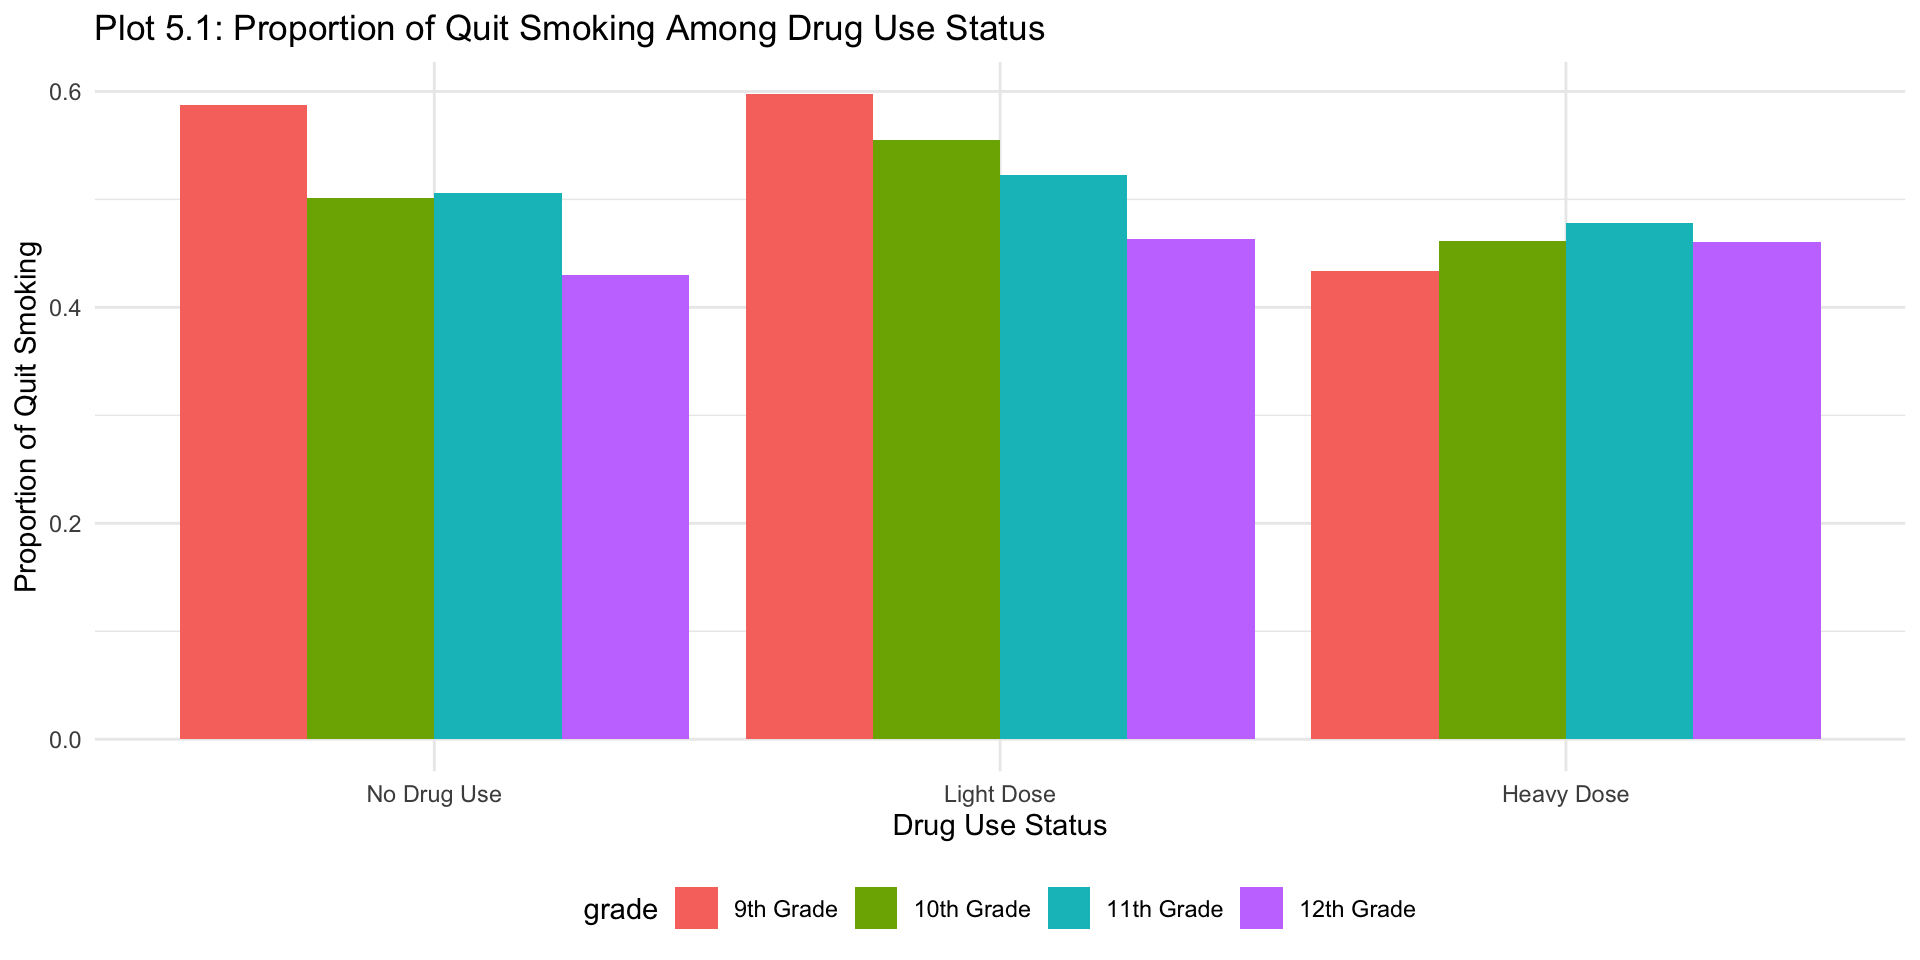 Plot 5.1: Proportion of Quit Smoking Among Drug Use Status
Proportion of Quit Smoking
0.6
0.4
0.2
0.0
No Drug Use
Light Dose
Heavy Dose
Drug Use Status
grade
9th Grade
10th Grade
11th Grade
12th Grade